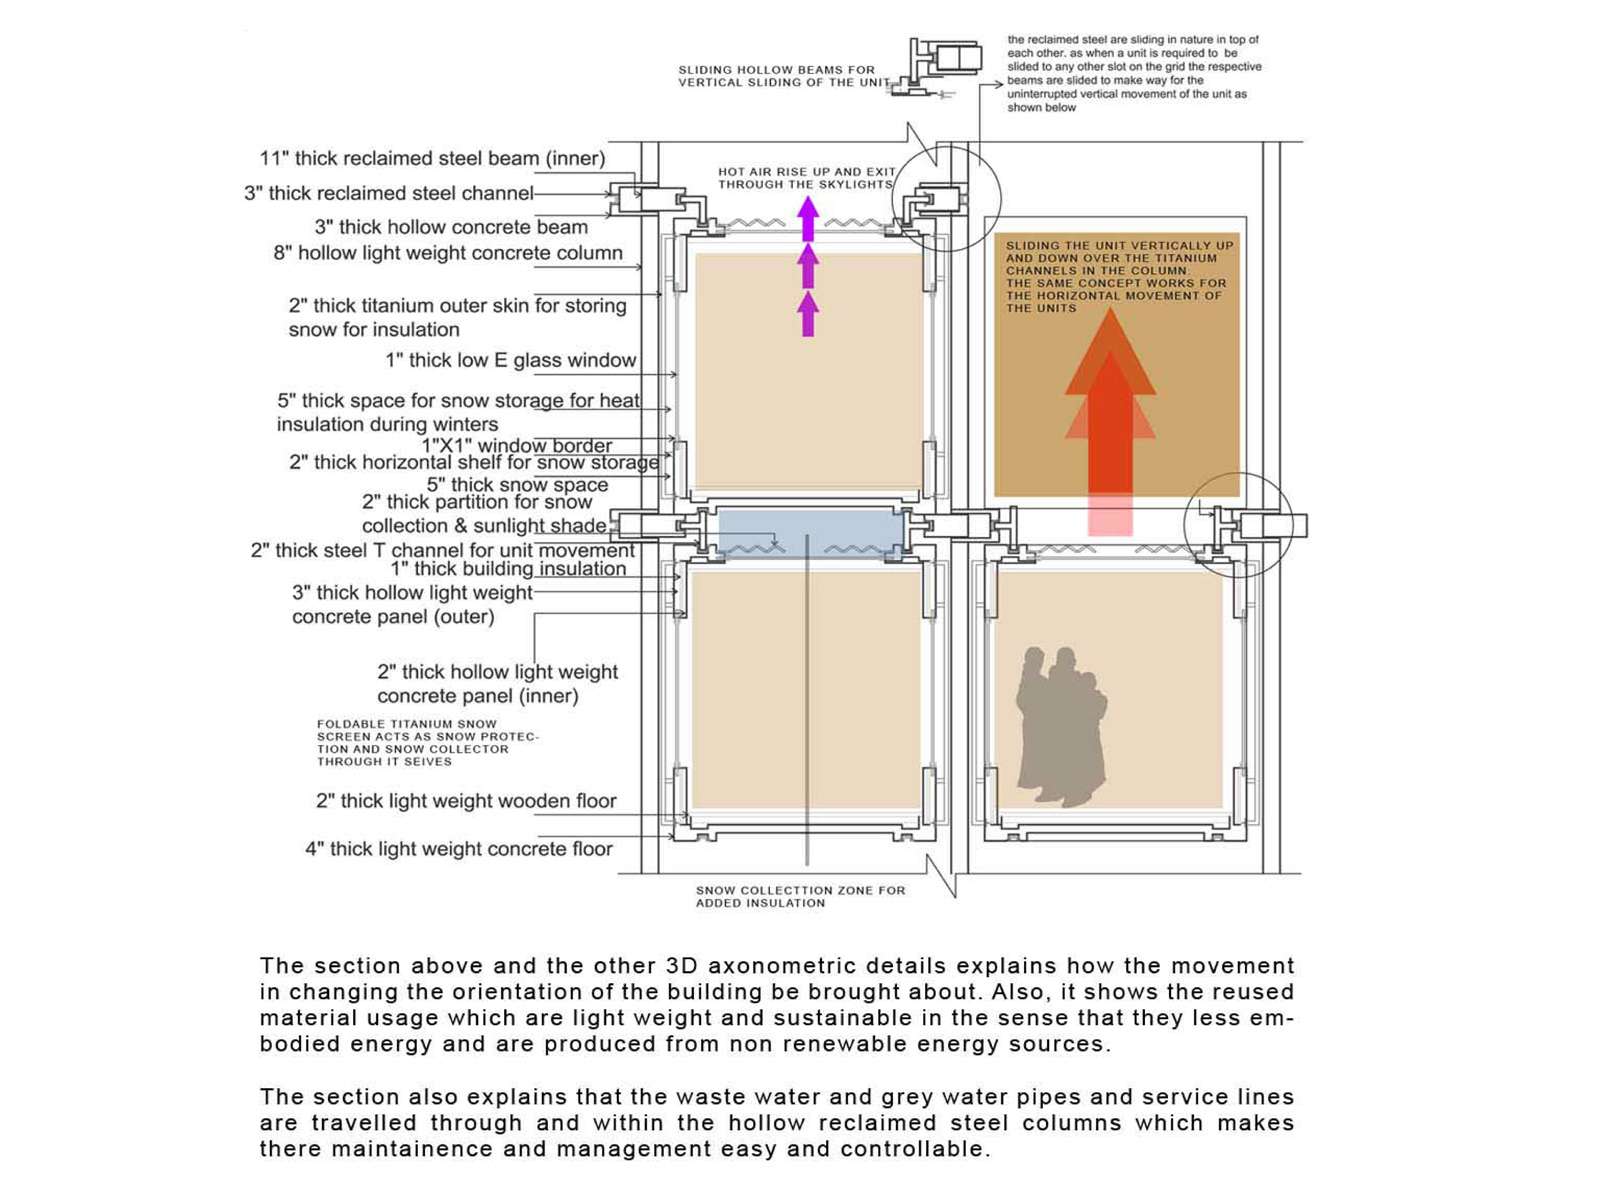 SLIDING HOLLOW BEAMS FOR
VERTICAL SLIDING OF THE UNIT
the reclaimed steel are sliding in nature in top of
each other. as when a unit is required to be
slided to any other slot on the grid the respective
beams are slided to make way for the
uninterrupted vertical movement of the unit as
shown below
11" thick reclaimed steel beam (inner)
3" thick reclaimed steel channel
3" thick hollow concrete beam
8" hollow light weight concrete column
2" thick titanium outer skin for storing
snow for insulation
1" thick low E glass window
5" thick space for snow storage for heat
insulation during winters
1"X1" window border
2" thick horizontal shelf for snow storage
5" thick snow space
2" thick partition for snow
collection & sunlight shade
2" thick steel T channel for unit movement
1" thick building insulation
3" thick hollow light weight
concrete panel (outer)
2" thick hollow light weight
concrete panel (inner)
FOLDABLE TITANIUM SNOW
SCREEN ACTS AS SNOW PROTEC-
TION AND SNOW COLLECTOR
THROUGH IT SEIVES
2" thick light weight wooden floor
4" thick light weight concrete floor
HOT AIR RISE UP AND EXIT
THROUGH THE SKYLIGHTS
SLIDING THE UNIT VERTICALLY UP
AND DOWN OVER THE TITANIUM
CHANNELS IN THE COLUMN.
THE SAME CONCEPT WORKS FOR
THE HORIZONTAL MOVEMENT OF
THE UNITS
SNOW COLLECTTION ZONE FOR
ADDED INSULATION
The section above and the other 3D axonometric details explains how the movement
in changing the orientation of the building be brought about. Also, it shows the reused
material usage which are light weight and sustainable in the sense that they less em-
bodied energy and are produced from non renewable energy sources.
The section also explains that the waste water and grey water pipes and service lines
are travelled through and within the hollow reclaimed steel columns which makes
there maintainence and management easy and controllable.